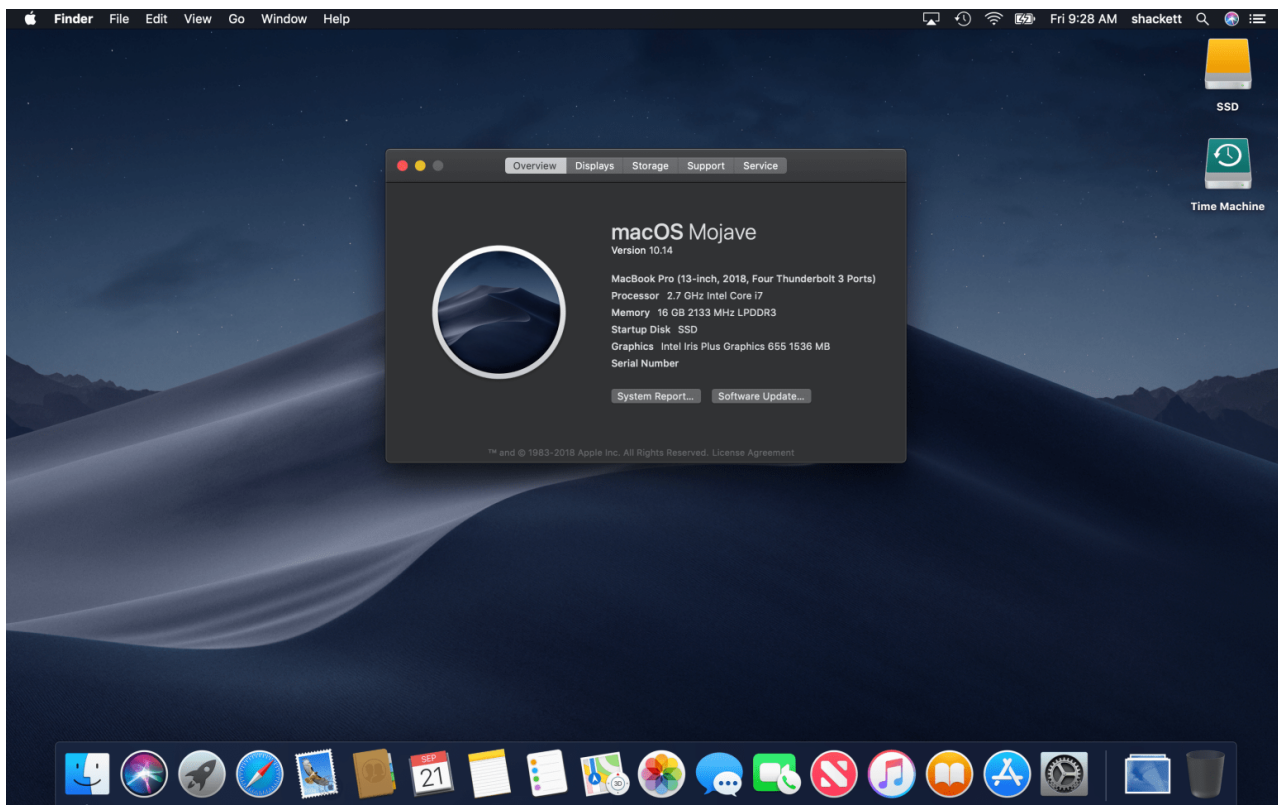 Finder File Edit View Go Window Help Fri 9:28 AM shackett
SSD
Time Machine
Overview Displays Storage Support Service
macOS Mojave
Version 10.14
MacBook Pro (13-inch, 2018, Four Thunderbolt 3 Ports)
Processor 2.7 GHz Intel Core i7
Memory 16 GB 2133 MHz LPDDR3
Startup Disk SSD
Graphics Intel Iris Plus Graphics 655 1536 MB
Serial Number
System Report... Software Update...
™ and © 1983-2018 Apple Inc. All Rights Reserved. License Agreement
SEP
21
3D